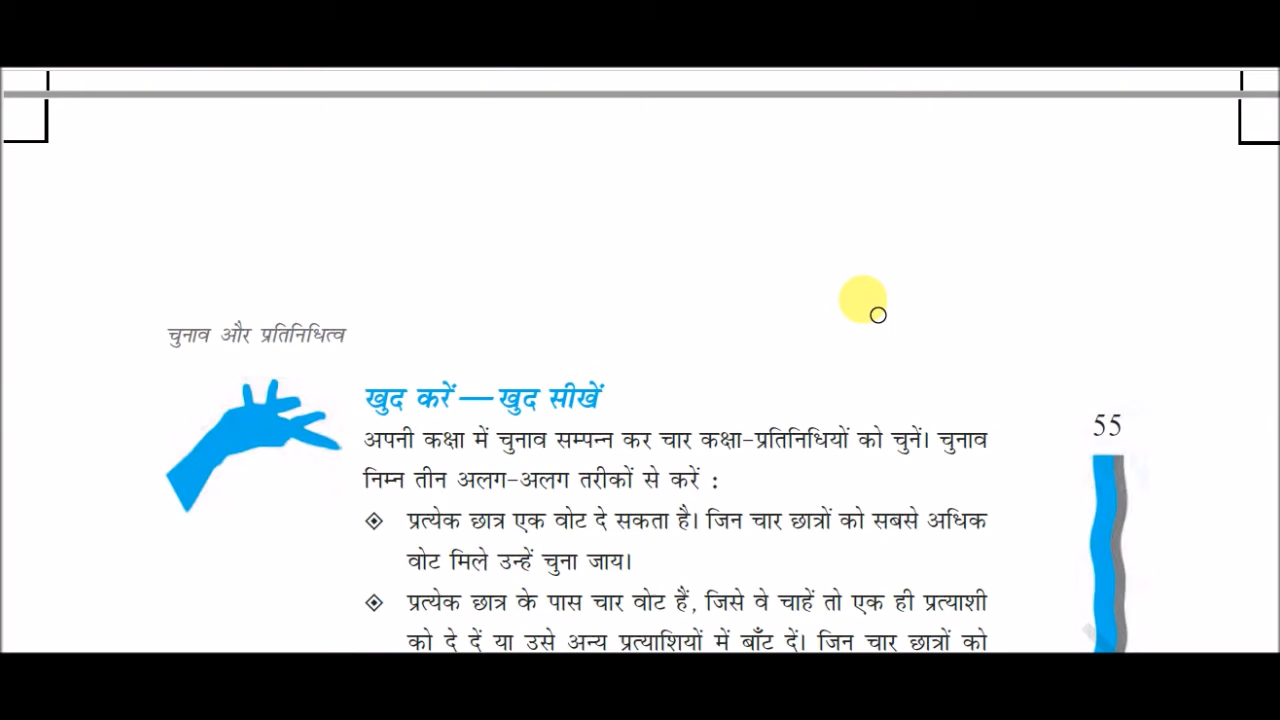 चुनाव और प्रतिनिधित्व
खुद करें — खुद सीखें
55
अपनी कक्षा में चुनाव सम्पन्न कर चार कक्षा-प्रतिनिधियों को चुनें। चुनाव
निम्न तीन अलग-अलग तरीकों से करें :
प्रत्येक छात्र एक वोट दे सकता है। जिन चार छात्रों को सबसे अधिक
वोट मिले उन्हें चुना जाय।
प्रत्येक छात्र के पास चार वोट हैं, जिसे वे चाहें तो एक ही प्रत्याशी
को दे दें या उसे अन्य प्रत्याशियों में बाँट दें। जिन चार छात्रों को